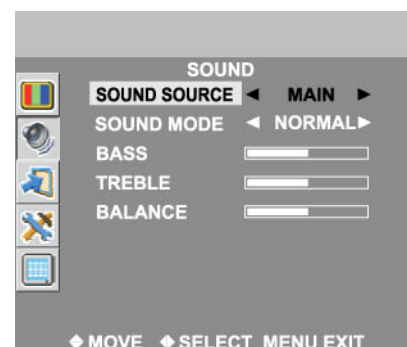 SOUND
SOUND SOURCE ◄ MAIN ►
SOUND MODE ◄ NORMAL►
BASS
TREBLE
BALANCE
MOVE SELECT MENU EXIT